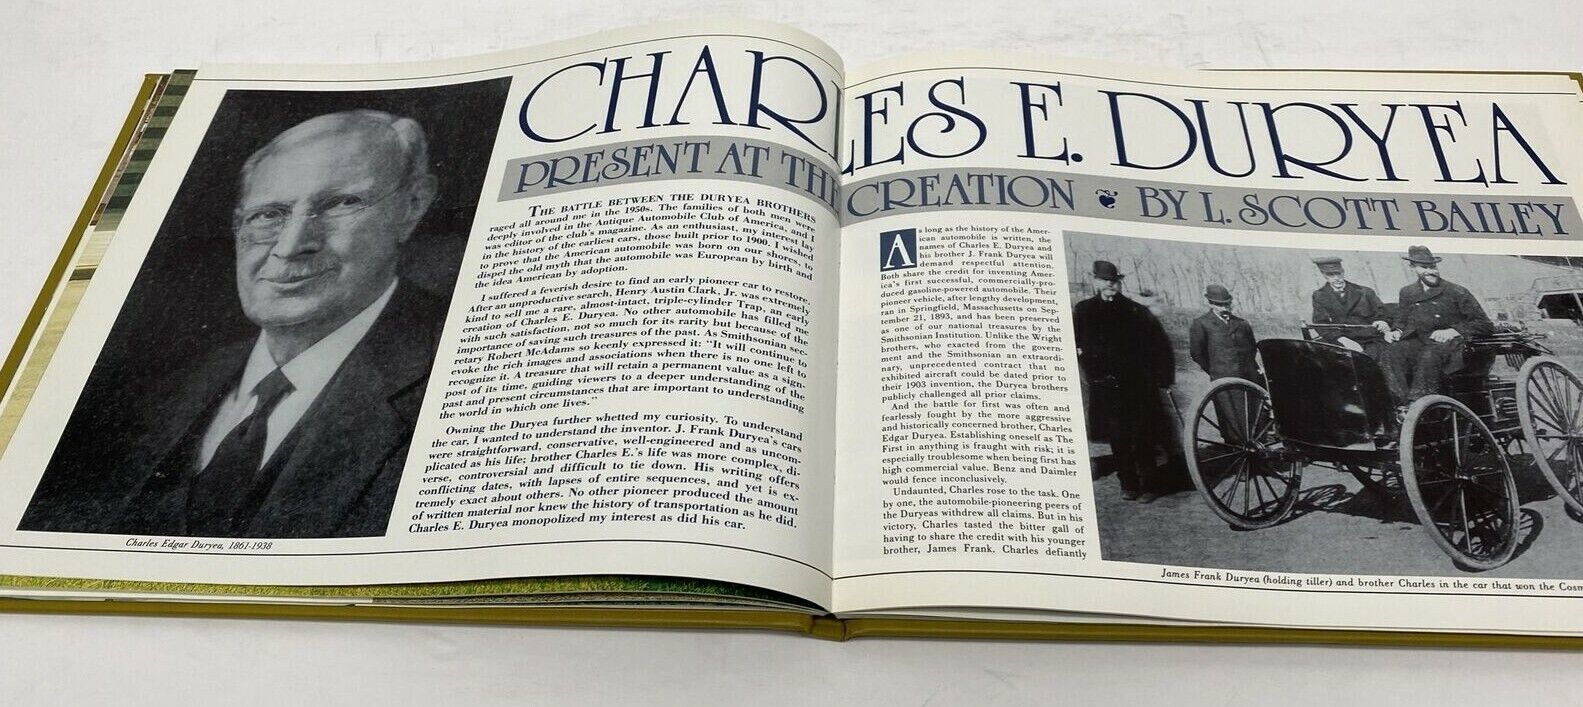 CHARLES E. DURYEA
PRESENT AT THE CREATION ❧ BY L. SCOTT BAILEY
THE BATTLE BETWEEN THE DURYEA BROTHERS
raged all around me in the 1950s. The families of both men were
deeply involved in the Antique Automobile Club of America, and I
was editor of the club's magazine. As an enthusiast, my interest lay
in the history of the earliest cars, those built prior to 1900. I wished
to prove that the American automobile was born on our shores, to
dispel the old myth that the automobile was European by birth and
the idea American by adoption.
I suffered a feverish desire to find an early pioneer car to restore.
After an unproductive search, Henry Austin Clark, Jr. was extremely
kind to sell me a rare, almost-intact, triple-cylinder Trap, an early
creation of Charles E. Duryea. No other automobile has filled me
with such satisfaction, not so much for its rarity but because of the
importance of saving such treasures of the past. As Smithsonian sec-
retary Robert McAdams so keenly expressed it: "It will continue to
evoke the rich images and associations when there is no one left to
recognize it. A treasure that will retain a permanent value as a sign-
post of its time, guiding viewers to a deeper understanding of the
past and present circumstances that are important to understanding
the world in which one lives."
Owning the Duryea further whetted my curiosity. To understand
the car, I wanted to understand the inventor. J. Frank Duryea's cars
were straightforward, conservative, well-engineered and as uncom-
plicated as his life; brother Charles E.'s life was more complex, di-
verse, controversial and difficult to tie down. His writing offers
conflicting dates, with lapses of entire sequences, and yet is ex-
tremely exact about others. No other pioneer produced the amount
of written material nor knew the history of transportation as he did.
Charles E. Duryea monopolized my interest as did his car.
Charles Edgar Duryea, 1861-1938
As long as the history of the Amer-
ican automobile is written, the
names of Charles E. Duryea and
his brother J. Frank Duryea will
demand respectful attention.
Both share the credit for inventing Amer-
ica's first successful, commercially-pro-
duced gasoline-powered automobile. Their
pioneer vehicle, after lengthy development,
ran in Springfield, Massachusetts on Sep-
tember 21, 1893, and has been preserved
as one of our national treasures by the
Smithsonian Institution. Unlike the Wright
brothers, who exacted from the govern-
ment and the Smithsonian an extraordi-
nary, unprecedented contract that no
exhibited aircraft could be dated prior to
their 1903 invention, the Duryea brothers
publicly challenged all prior claims.
And the battle for first was often and
fearlessly fought by the more aggressive
and historically concerned brother, Charles
Edgar Duryea. Establishing oneself as The
First in anything is fraught with risk; it is
especially troublesome when being first has
high commercial value. Benz and Daimler
would fence inconclusively.
Undaunted, Charles rose to the task. One
by one, the automobile-pioneering peers of
the Duryeas withdrew all claims. But in his
victory, Charles tasted the bitter gall of
having to share the credit with his younger
brother, James Frank. Charles defiantly
James Frank Duryea (holding tiller) and brother Charles in the car that won the Cosm